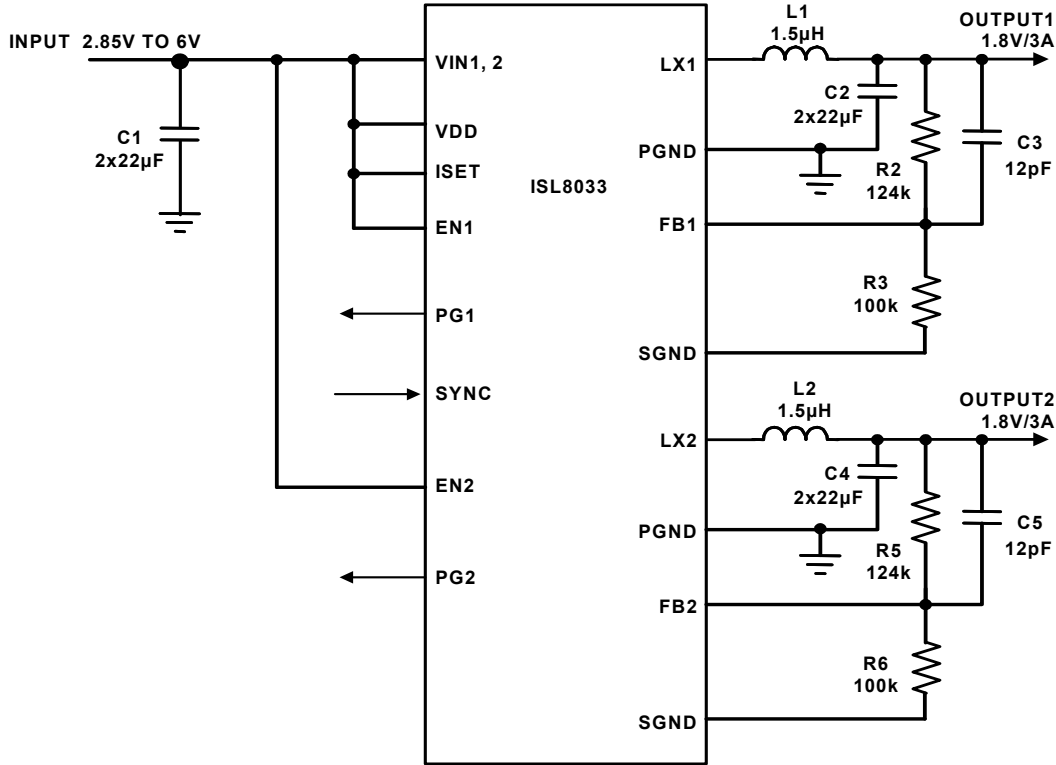 INPUT 2.85V TO 6V
C1
2x22µF
VIN1, 2
VDD
ISET
EN1
PG1
SYNC
EN2
PG2
ISL8033
LX1
PGND
FB1
SGND
LX2
PGND
FB2
SGND
L1
1.5µH
OUTPUT1
1.8V/3A
C2
2x22µF
R2
124k
C3
12pF
R3
100k
L2
1.5µH
OUTPUT2
1.8V/3A
C4
2x22µF
R5
124k
C5
12pF
R6
100k